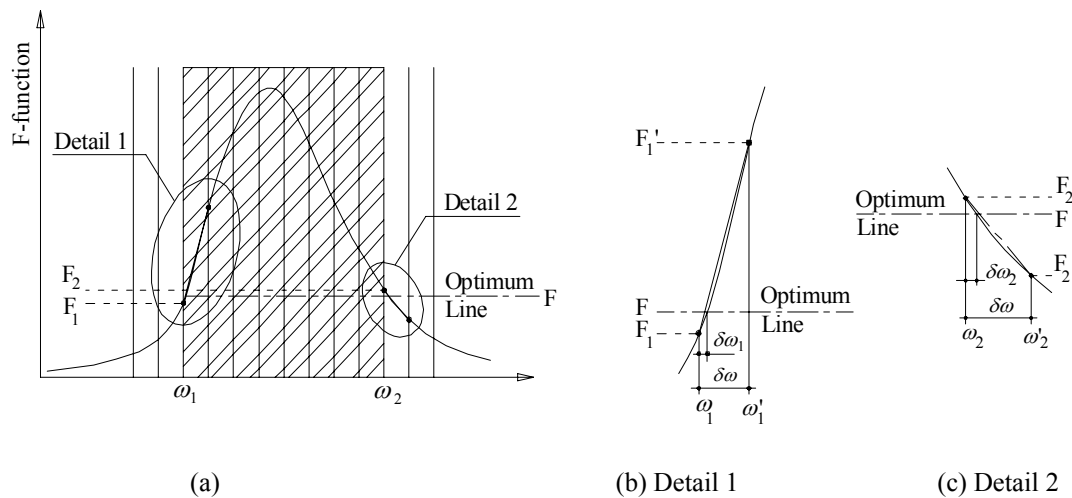 F-function
Detail 1
Detail 2
F₂
F₁
Optimum
Line
F
ω₁
ω₂
(a)
F₁'
F
F₁
Optimum
Line
δω₁
δω
ω₁
ω₁'
(b) Detail 1
Optimum
Line
F₂
F
F₂
δω₂
δω
ω₂
ω'₂
(c) Detail 2